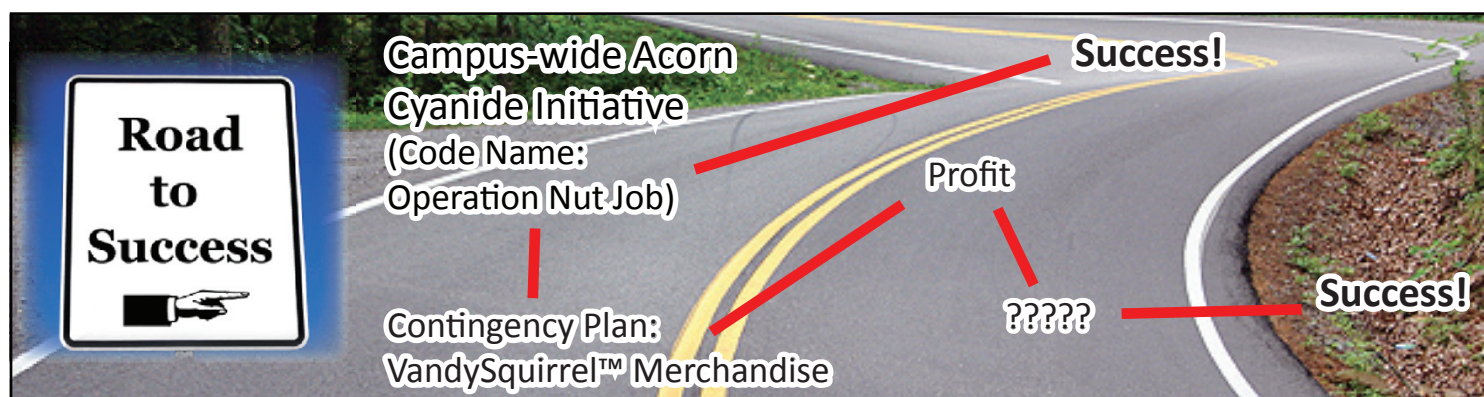 Road
to
Success
Campus-wide Acorn
Cyanide Initiative
(Code Name:
Operation Nut Job)
Success!
Profit
Contingency Plan:
VandySquirrel™ Merchandise
?????
Success!